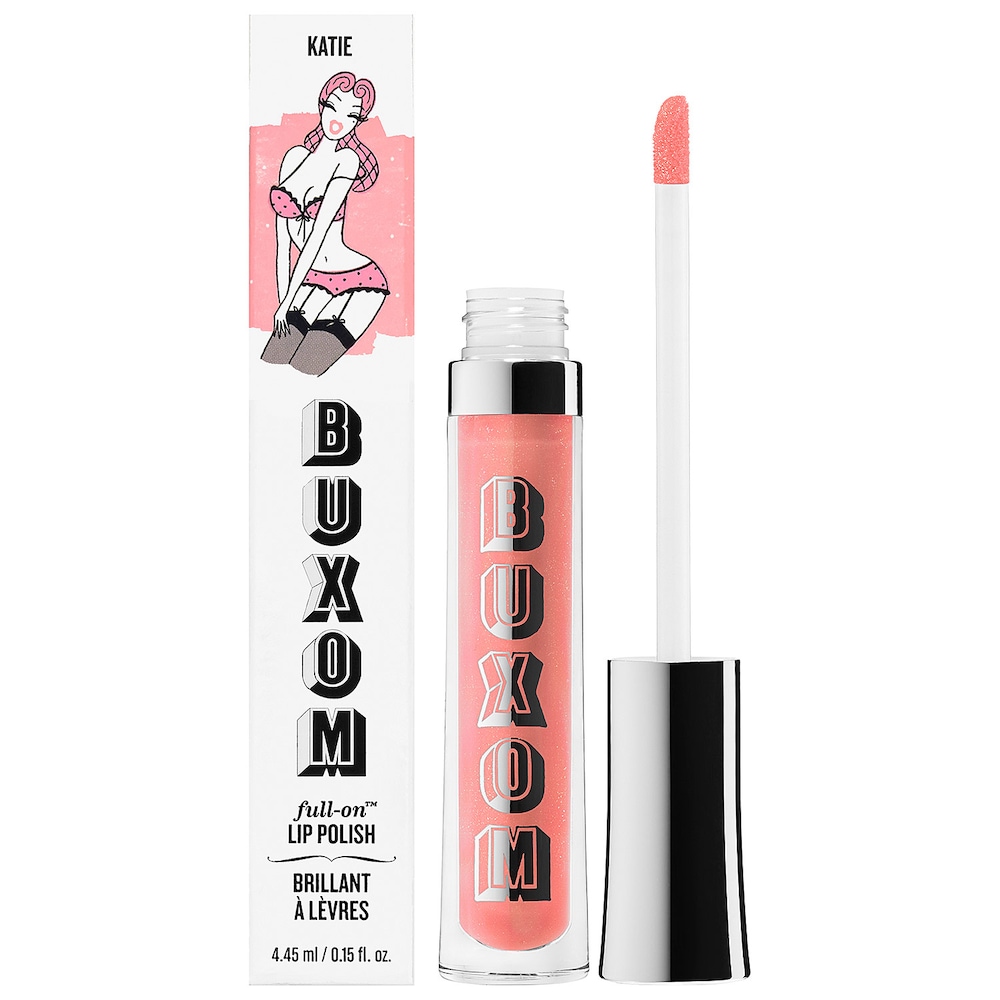 KATIE
BUXOM
full-on™
LIP POLISH
BRILLANT
À LÈVRES
4.45 ml / 0.15 fl. oz.
BUXOM